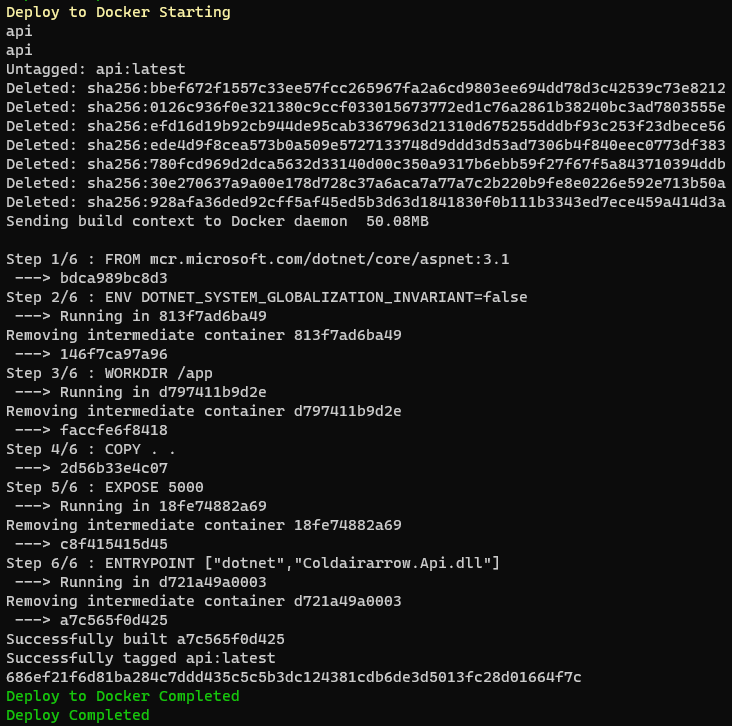 Deploy to Docker Starting
api
api
Untagged: api:latest
Deleted: sha256:bbef672f1557c33ee57fcc265967fa2a6cd9803ee694dd78d3c42539c73e8212
Deleted: sha256:0126c936f0e321380c9ccf033015673772ed1c76a2861b38240bc3ad7803555e
Deleted: sha256:efd16d19b92cb944de95cab3367963d21310d675255dddbf93c253f23dbece56
Deleted: sha256:ede4d9f8cea573b0a509e5727133748d9ddd3d53ad7306b4f840eec0773df383
Deleted: sha256:780fcd969d2dca5632d33140d00c350a9317b6ebb59f27f67f5a843710394ddb
Deleted: sha256:30e270637a9a00e178d728c37a6aca7a77a7c2b220b9fe8e0226e592e713b50a
Deleted: sha256:928afa36ded92cff5af45ed5b3d63d1841830f0b111b3343ed7ece459a414d3a
Sending build context to Docker daemon  50.08MB
Step 1/6 : FROM mcr.microsoft.com/dotnet/core/aspnet:3.1
 ---> bdca989bc8d3
Step 2/6 : ENV DOTNET_SYSTEM_GLOBALIZATION_INVARIANT=false
 ---> Running in 813f7ad6ba49
Removing intermediate container 813f7ad6ba49
 ---> 146f7ca97a96
Step 3/6 : WORKDIR /app
 ---> Running in d797411b9d2e
Removing intermediate container d797411b9d2e
 ---> faccfe6f8418
Step 4/6 : COPY . .
 ---> 2d56b33e4c07
Step 5/6 : EXPOSE 5000
 ---> Running in 18fe74882a69
Removing intermediate container 18fe74882a69
 ---> c8f415415d45
Step 6/6 : ENTRYPOINT ["dotnet","Coldairarrow.Api.dll"]
 ---> Running in d721a49a0003
Removing intermediate container d721a49a0003
 ---> a7c565f0d425
Successfully built a7c565f0d425
Successfully tagged api:latest
686ef21f6d81ba284c7ddd435c5c5b3dc124381cdb6de3d5013fc28d01664f7c
Deploy to Docker Completed
Deploy Completed